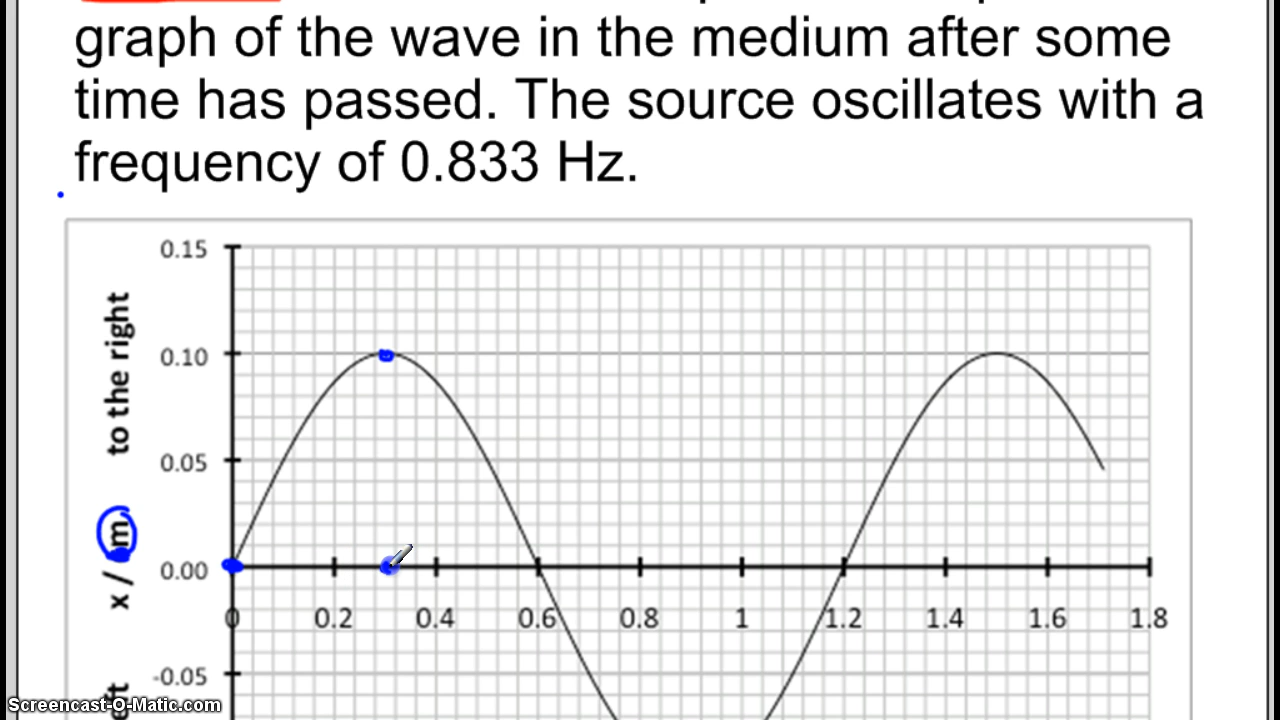 graph of the wave in the medium after some
time has passed. The source oscillates with a
frequency of 0.833 Hz.
0.15
0.10
0.05
0.00
-0.05
to the right
x / m
0 0.2 0.4 0.6 0.8 1 1.2 1.4 1.6 1.8
Screencast-O-Matic.com